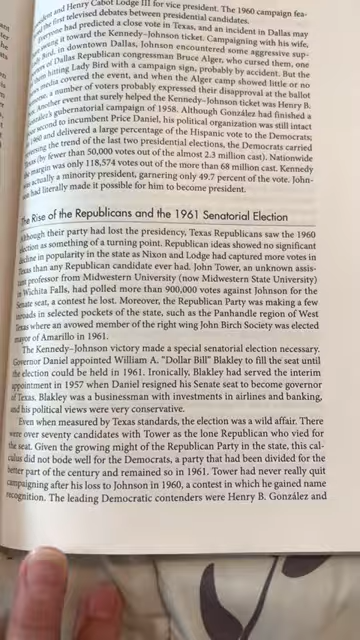 and Henry Cabot Lodge III for vice president. The 1960 campaign fea-
the first televised debates between presidential candidates.
Everyone had predicted a close vote in Texas, and an incident in Dallas may
it toward the Kennedy-Johnson ticket. Campaigning with his wife,
Bird, in downtown Dallas, Johnson encountered some aggressive sup-
of Dallas Republican congressman Bruce Alger, who cursed them, one
hitting Lady Bird with a campaign sign, probably by accident. But the
media covered the event, and when the Alger camp showed little or no
a number of voters probably expressed their disapproval at the ballot
Another event that surely helped the Kennedy-Johnson ticket was Henry B.
gubernatorial campaign of 1958. Although González had finished a
second to incumbent Price Daniel, his political organization was still intact
1960 and delivered a large percentage of the Hispanic vote to the Democrats;
the trend of the last two presidential elections, the Democrats carried
(by fewer than 50,000 votes out of the almost 2.3 million cast). Nationwide
margin was only 118,574 votes out of the more than 68 million cast. Kennedy
actually a minority president, garnering only 49.7 percent of the vote. John-
had literally made it possible for him to become president.
The Rise of the Republicans and the 1961 Senatorial Election
Although their party had lost the presidency, Texas Republicans saw the 1960
election as something of a turning point. Republican ideas showed no significant
decline in popularity in the state as Nixon and Lodge had captured more votes in
Texas than any Republican candidate ever had. John Tower, an unknown assis-
tant professor from Midwestern University (now Midwestern State University)
in Wichita Falls, had polled more than 900,000 votes against Johnson for the
Senate seat, a contest he lost. Moreover, the Republican Party was making a few
inroads in selected pockets of the state, such as the Panhandle region of West
Texas where an avowed member of the right wing John Birch Society was elected
mayor of Amarillo in 1961.
The Kennedy-Johnson victory made a special senatorial election necessary.
Governor Daniel appointed William A. "Dollar Bill" Blakley to fill the seat until
the election could be held in 1961. Ironically, Blakley had served the interim
appointment in 1957 when Daniel resigned his Senate seat to become governor
of Texas. Blakley was a businessman with investments in airlines and banking,
and his political views were very conservative.
Even when measured by Texas standards, the election was a wild affair. There
were over seventy candidates with Tower as the lone Republican who vied for
the seat. Given the growing might of the Republican Party in the state, this cal-
culus did not bode well for the Democrats, a party that had been divided for the
better part of the century and remained so in 1961. Tower had never really quit
campaigning after his loss to Johnson in 1960, a contest in which he gained name
recognition. The leading Democratic contenders were Henry B. González and